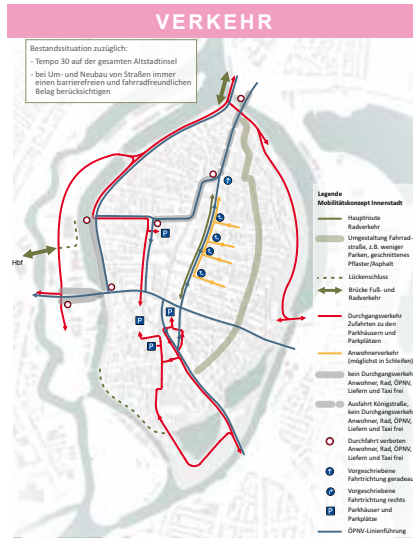 VERKEHR
Bestandssituation zuzüglich:
- Tempo 30 auf der gesamten Altstadtinsel
- bei Um- und Neubau von Straßen immer
einen barrierefreien und fahrradfreundlichen
Belag berücksichtigen
Hbf
P
P
P
P
Legende
Mobilitätskonzept Innenstadt
Hauptroute
Radverkehr
Umgestaltung Fahrrad-
straße, z.B. weniger
Parken, geschnittenes
Pflaster/Asphalt
Lückenschluss
Brücke Fuß- und
Radverkehr
Durchgangsverkehr
Zufahrten zu den
Parkhäusern und
Parkplätzen
Anwohnerverkehr
(möglichst in Schleifen)
kein Durchgangsverkeh
Anwohner, Rad, ÖPNV,
Liefern und Taxi frei
Ausfahrt Königstraße,
kein Durchgangsverkeh
Anwohner, Rad, ÖPNV,
Liefern und Taxi frei
Durchfahrt verboten
Anwohner, Rad, ÖPNV,
Liefern und Taxi frei
Vorgeschriebene
Fahrtrichtung geradeau
Vorgeschriebene
Fahrtrichtung rechts
P
Parkhäuser und
Parkplätze
ÖPNV-Linienführung